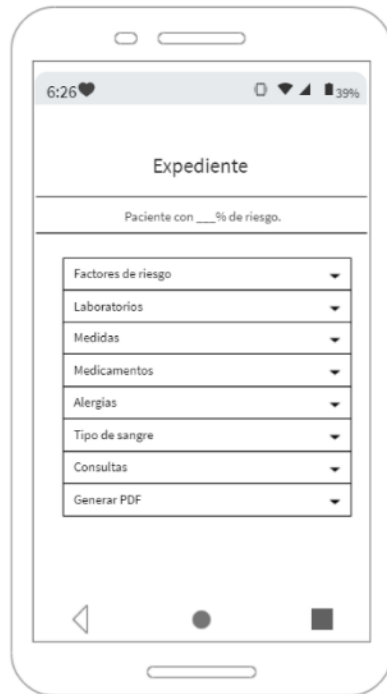 6:26 39%
Expediente
Paciente con ___% de riesgo.
Factores de riesgo
Laboratorios
Medidas
Medicamentos
Alergias
Tipo de sangre
Consultas
Generar PDF